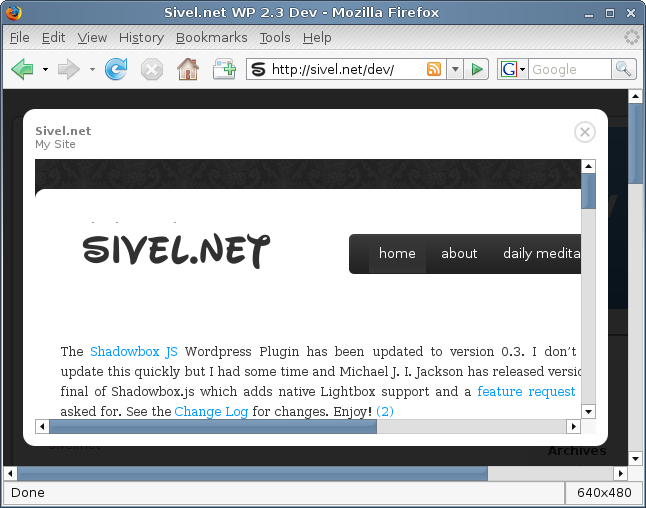 Sivel.net WP 2.3 Dev - Mozilla Firefox
File Edit View History Bookmarks Tools Help
http://sivel.net/dev/ Google
Sivel.net
My Site
SIVEL.NET
home about daily medita
The Shadowbox JS Wordpress Plugin has been updated to version 0.3. I don't
update this quickly but I had some time and Michael J. I. Jackson has released versio
final of Shadowbox.js which adds native Lightbox support and a feature request
asked for. See the Change Log for changes. Enjoy! (2)
Archives
Done 640x480